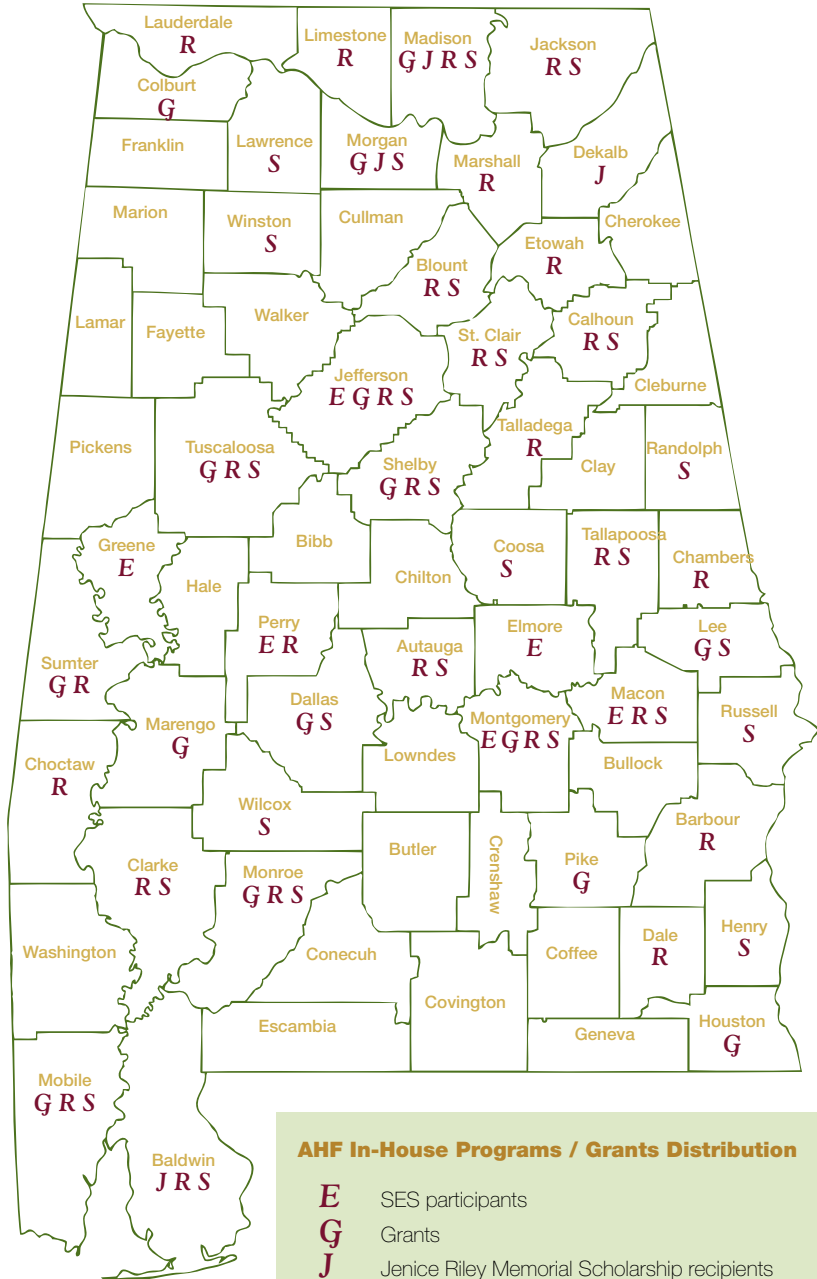 Lauderdale
R
Limestone
R
Madison
G J R S
Jackson
R S
Colburt
G
Franklin
Lawrence
S
Morgan
G J S
Marshall
R
Dekalb
J
Marion
Winston
S
Cullman
Cherokee
Etowah
R
Blount
R S
Lamar
Fayette
Walker
St. Clair
R S
Calhoun
R S
Jefferson
E G R S
Cleburne
Pickens
Tuscaloosa
G R S
Shelby
G R S
Talladega
R
Clay
Randolph
S
Greene
E
Hale
Bibb
Chilton
Coosa
S
Tallapoosa
R S
Chambers
R
Perry
E R
Autauga
R S
Elmore
E
Lee
G S
Sumter
G R
Marengo
G
Dallas
G S
Lowndes
Montgomery
E G R S
Macon
E R S
Russell
S
Bullock
Choctaw
R
Wilcox
S
Clarke
R S
Monroe
G R S
Butler
Crenshaw
Pike
G
Barbour
R
Washington
Conecuh
Covington
Coffee
Dale
R
Henry
S
Escambia
Geneva
Houston
G
Mobile
G R S
Baldwin
J R S
AHF In-House Programs / Grants Distribution
E SES participants
G Grants
J Jenice Riley Memorial Scholarship recipients